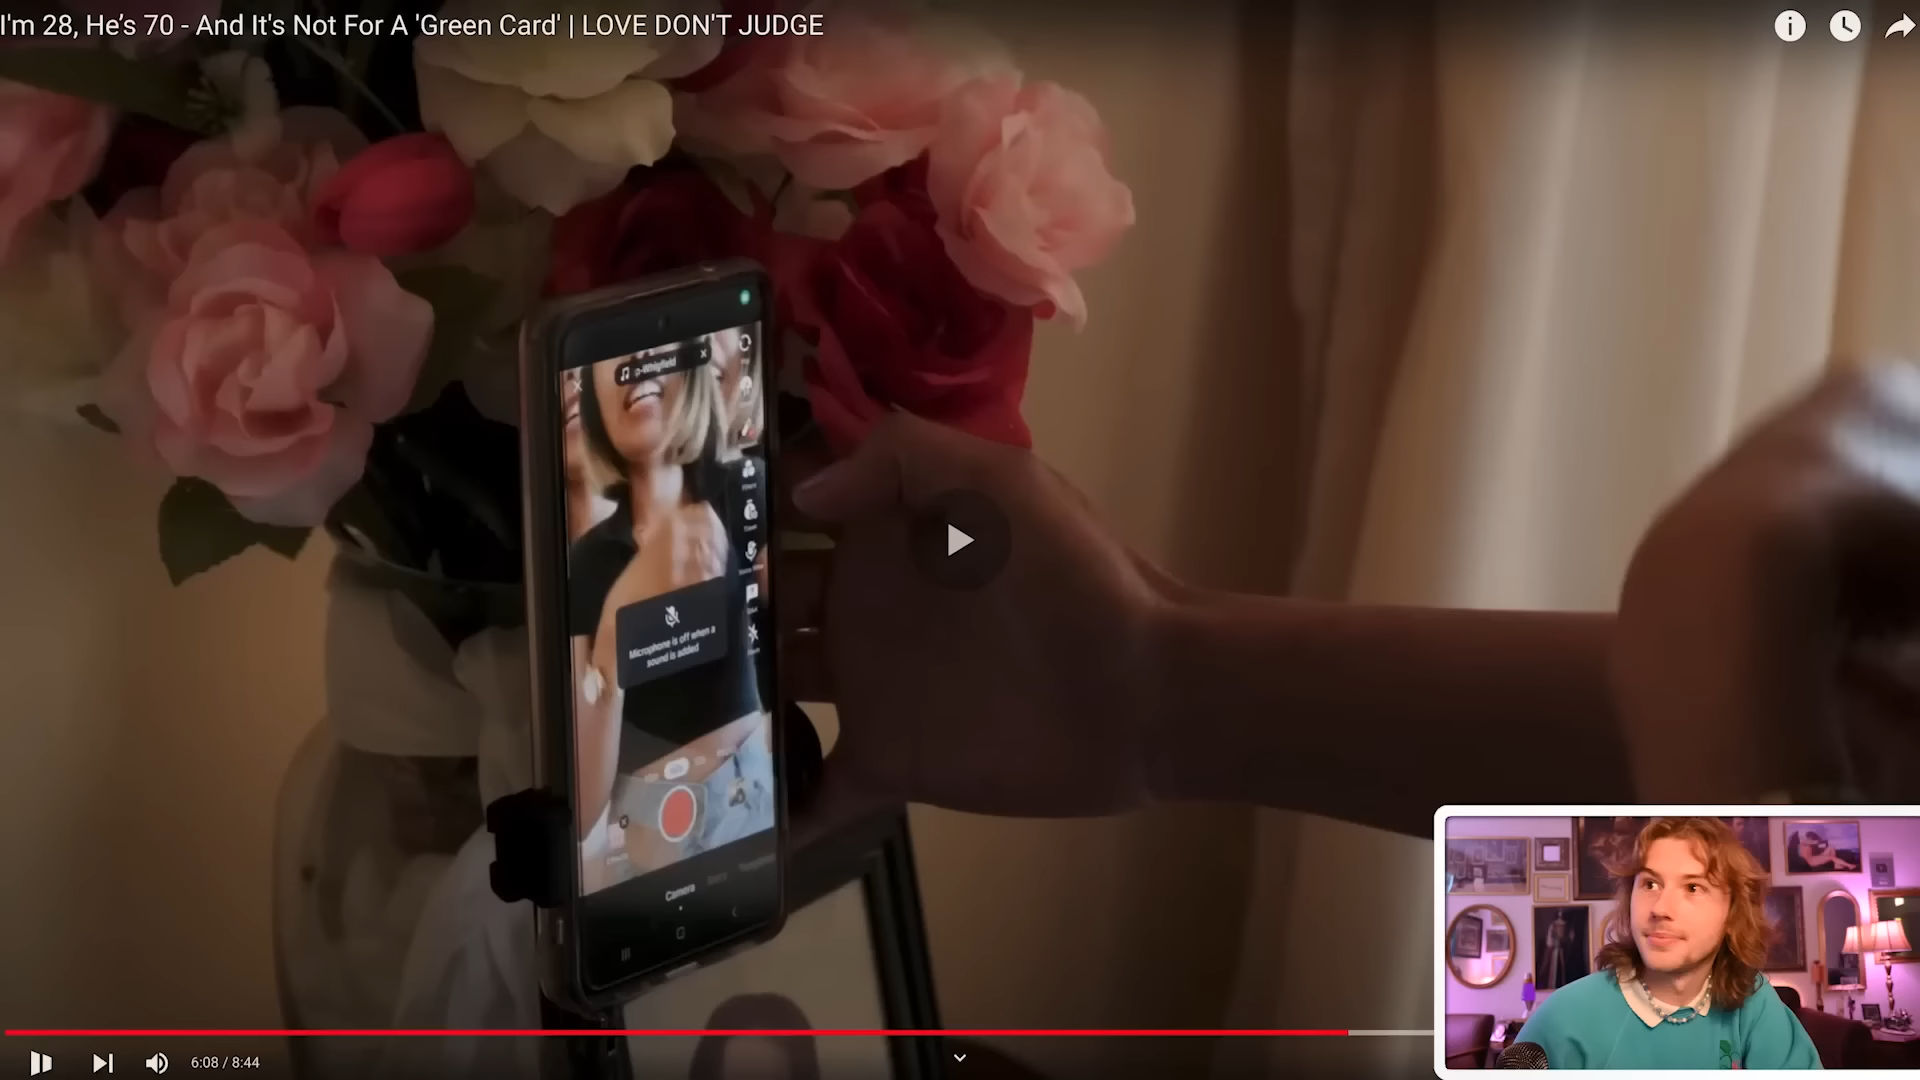 I'm 28, He’s 70 - And It's Not For A 'Green Card' | LOVE DON'T JUDGE
p-Whigfield
Microphone is off when a
sound is added
Camera
6:08 / 8:44